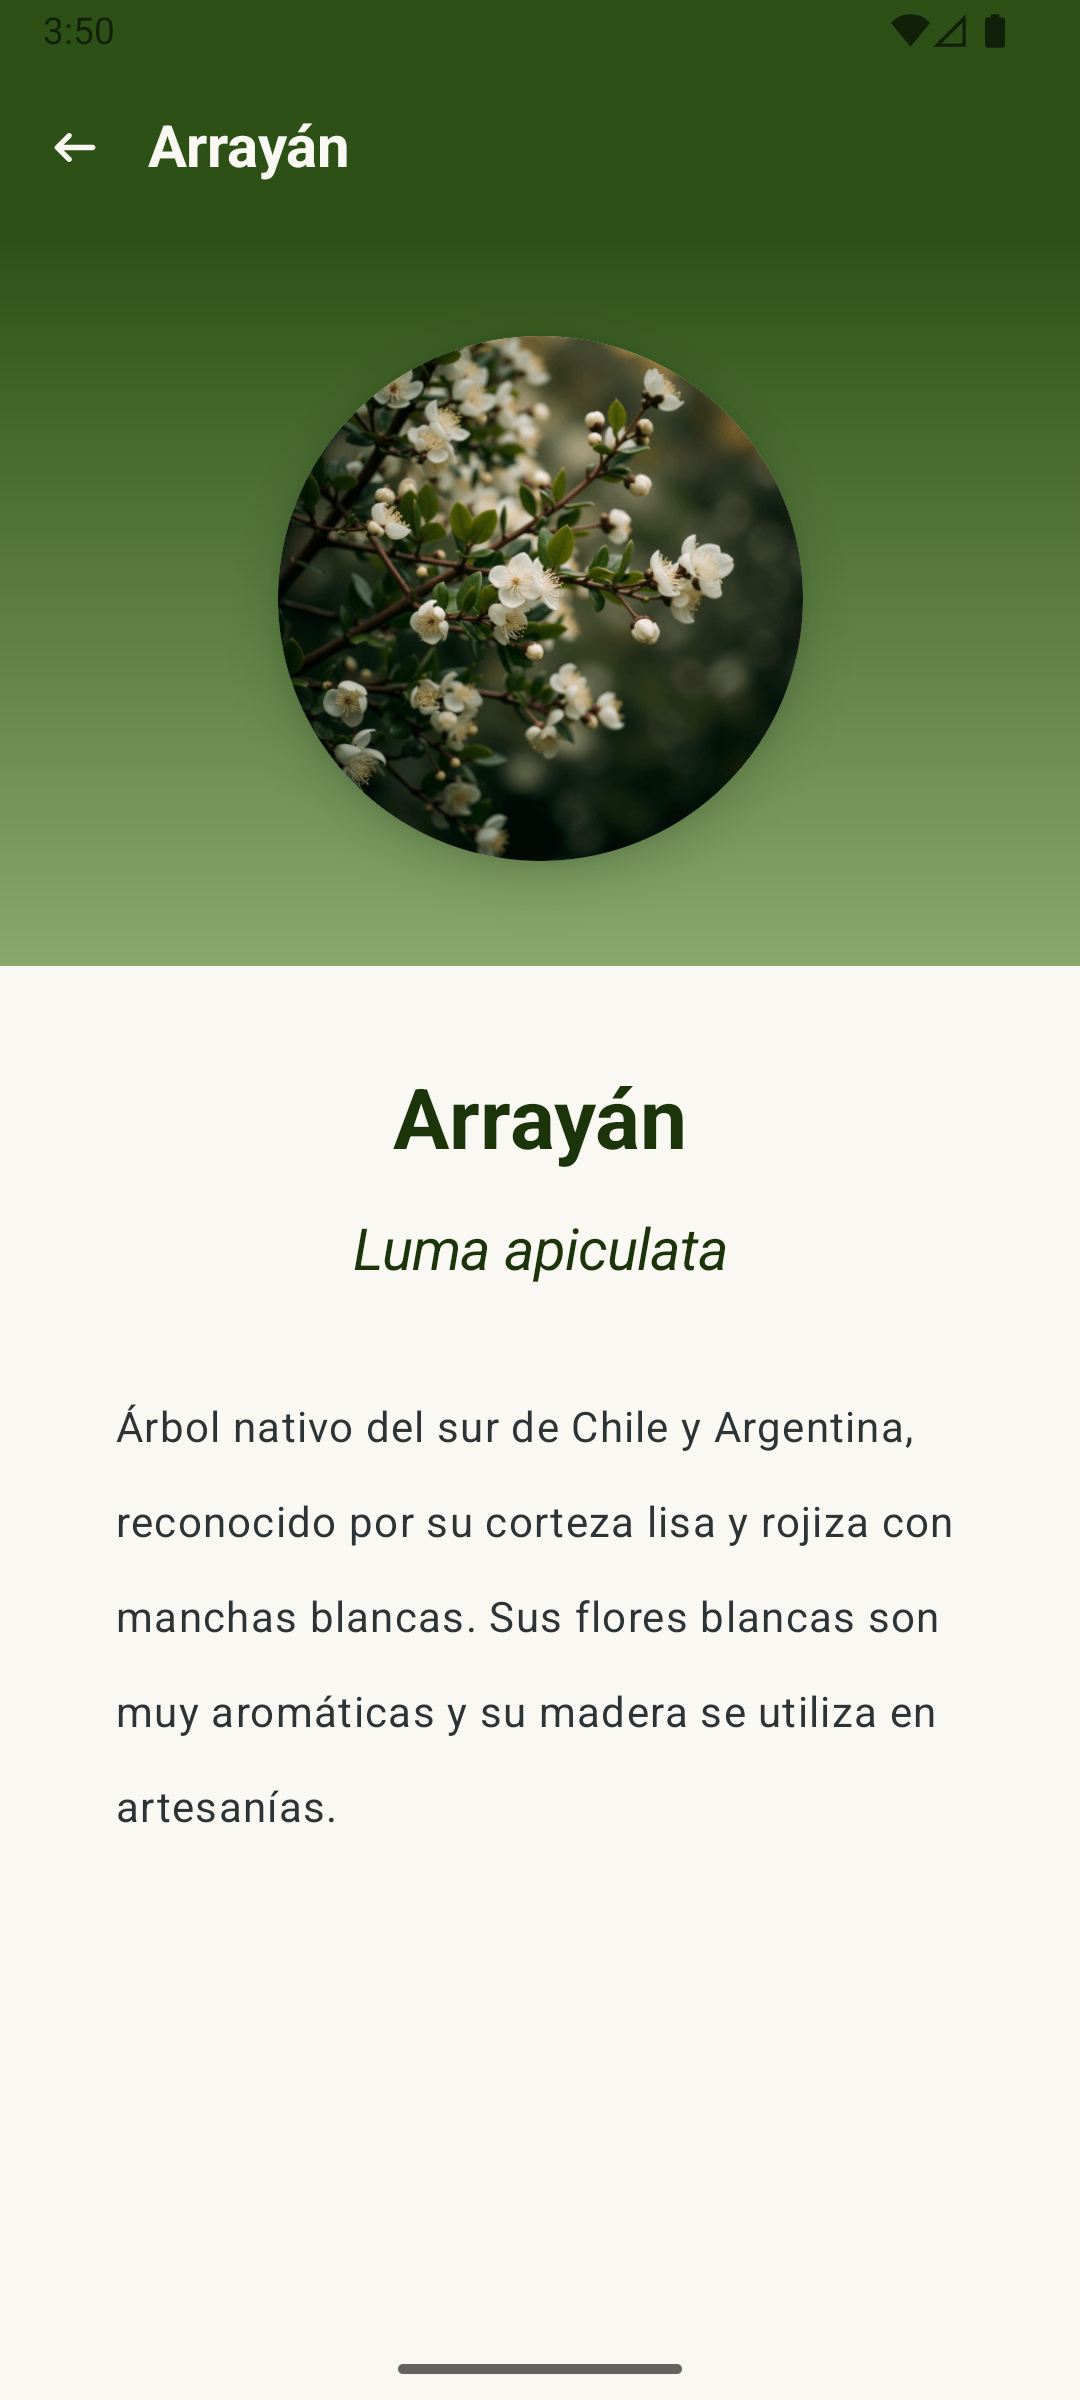 3:50
Arrayán
Arrayán
Luma apiculata
Árbol nativo del sur de Chile y Argentina,
reconocido por su corteza lisa y rojiza con
manchas blancas. Sus flores blancas son
muy aromáticas y su madera se utiliza en
artesanías.